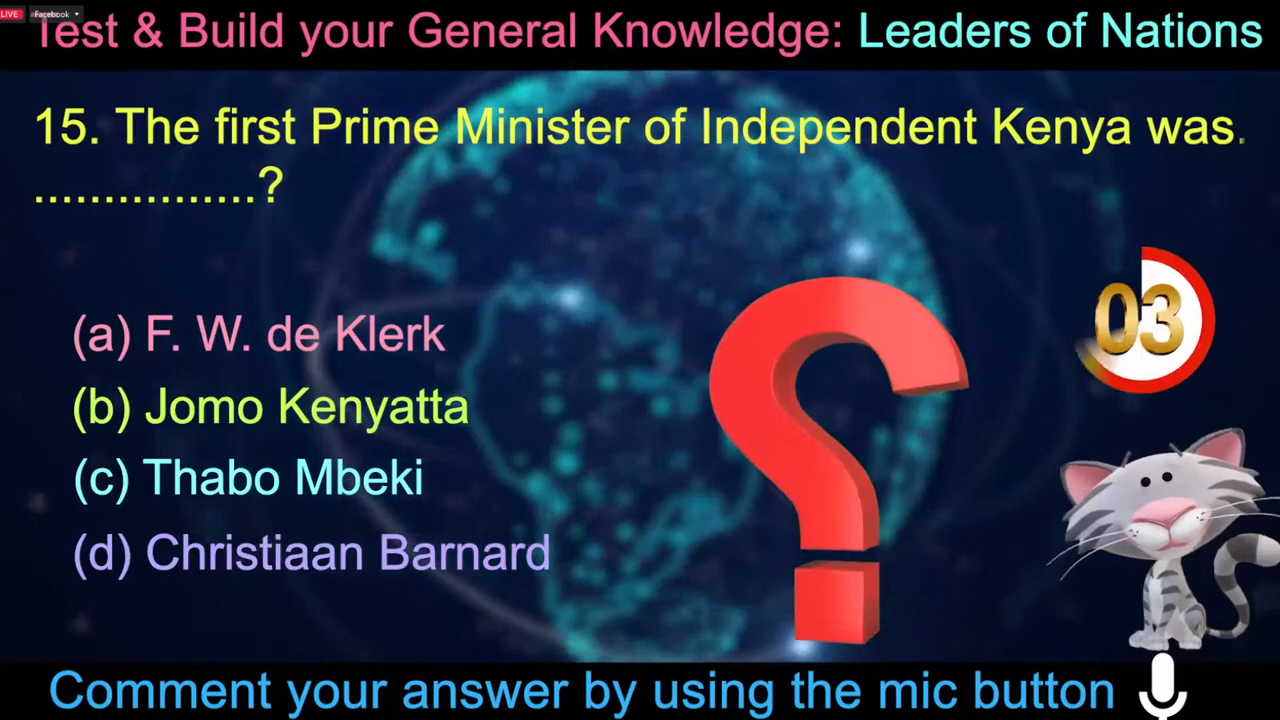 LIVE Facebook
Test & Build your General Knowledge: Leaders of Nations
15. The first Prime Minister of Independent Kenya was.
................?
03
(a) F. W. de Klerk
(b) Jomo Kenyatta
(c) Thabo Mbeki
(d) Christiaan Barnard
Comment your answer by using the mic button